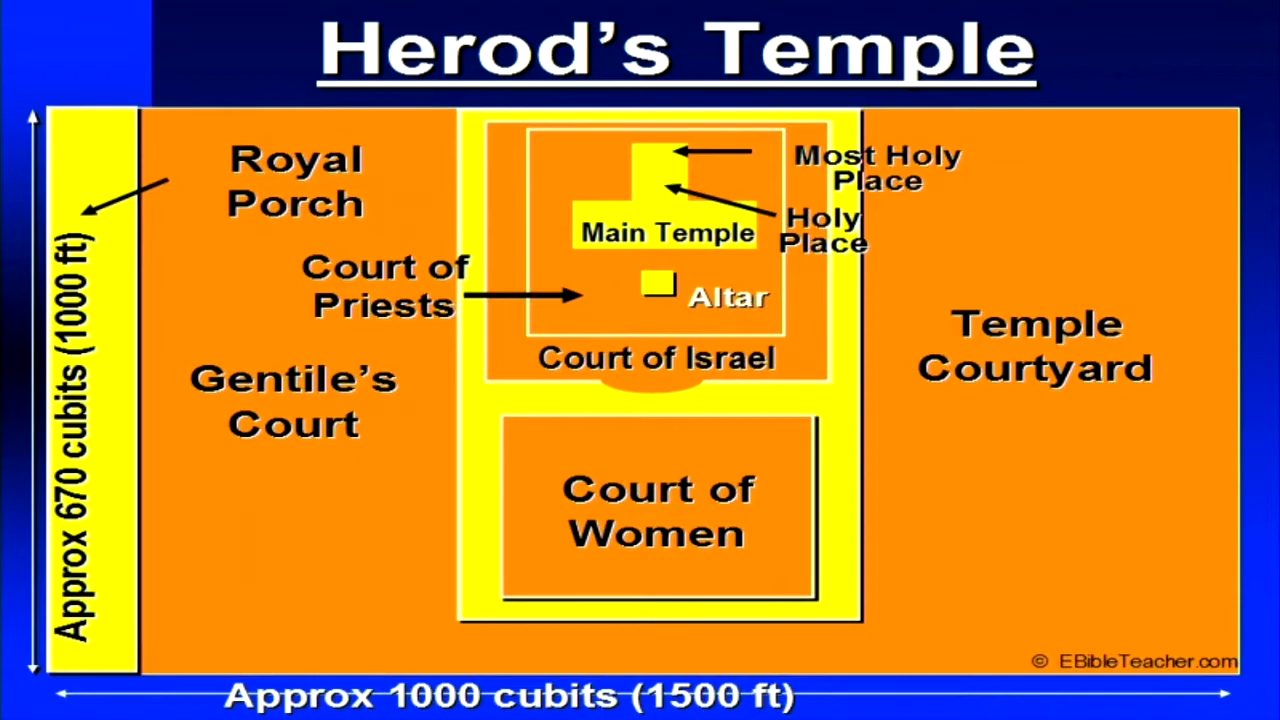 Herod's Temple
Royal
Porch
Most Holy
Place
Holy
Place
Main Temple
Court of
Priests
Altar
Temple
Courtyard
Court of Israel
Gentile's
Court
Court of
Women
Approx 670 cubits (1000 ft)
© EBibleTeacher.com
Approx 1000 cubits (1500 ft)